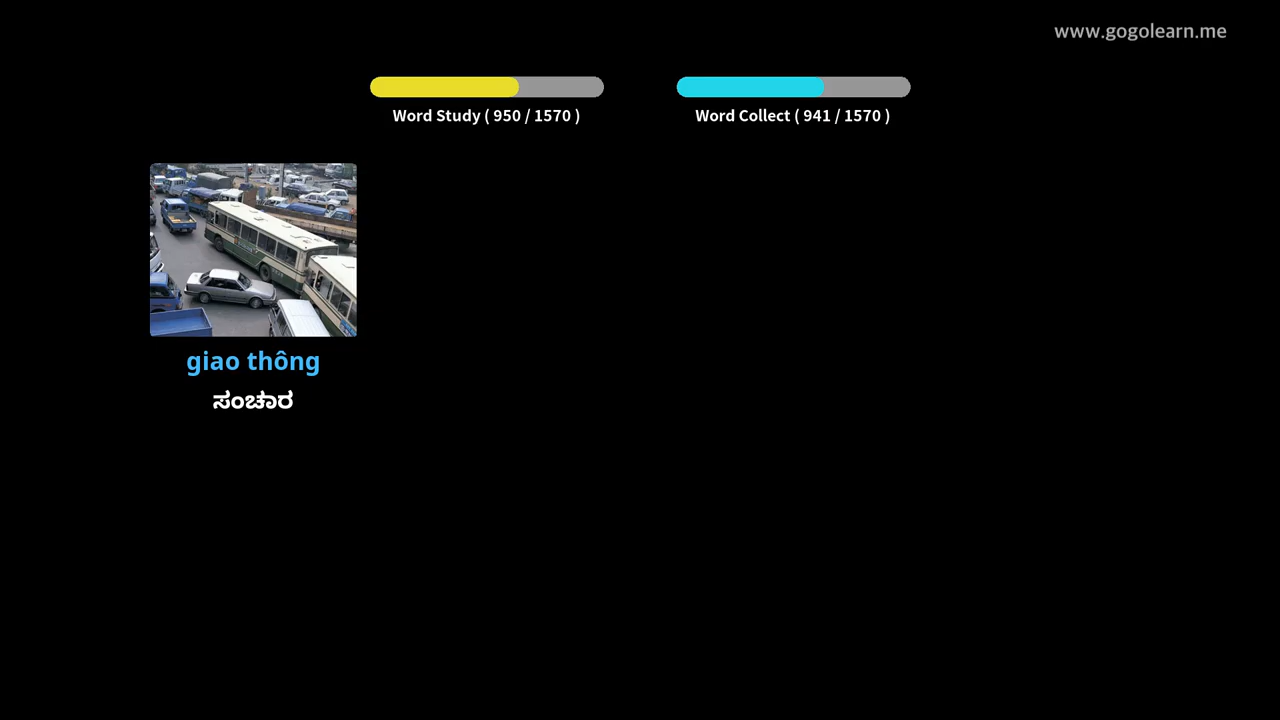 www.gogolearn.me
Word Study ( 950 / 1570 )
Word Collect ( 941 / 1570 )
giao thông
ಸಂಚಾರ